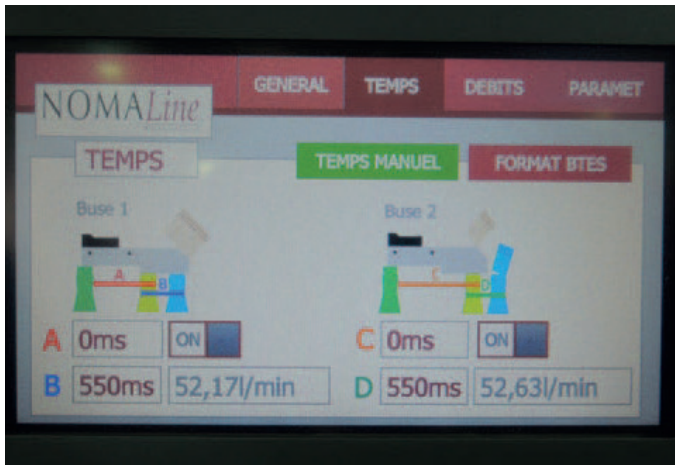 NOMALine
GENERAL TEMPS DEBITS PARAMET
TEMPS TEMPS MANUEL FORMAT BTES
Buse 1 Buse 2
A B C D
A 0ms ON C 0ms ON
B 550ms 52,17l/min D 550ms 52,63l/min